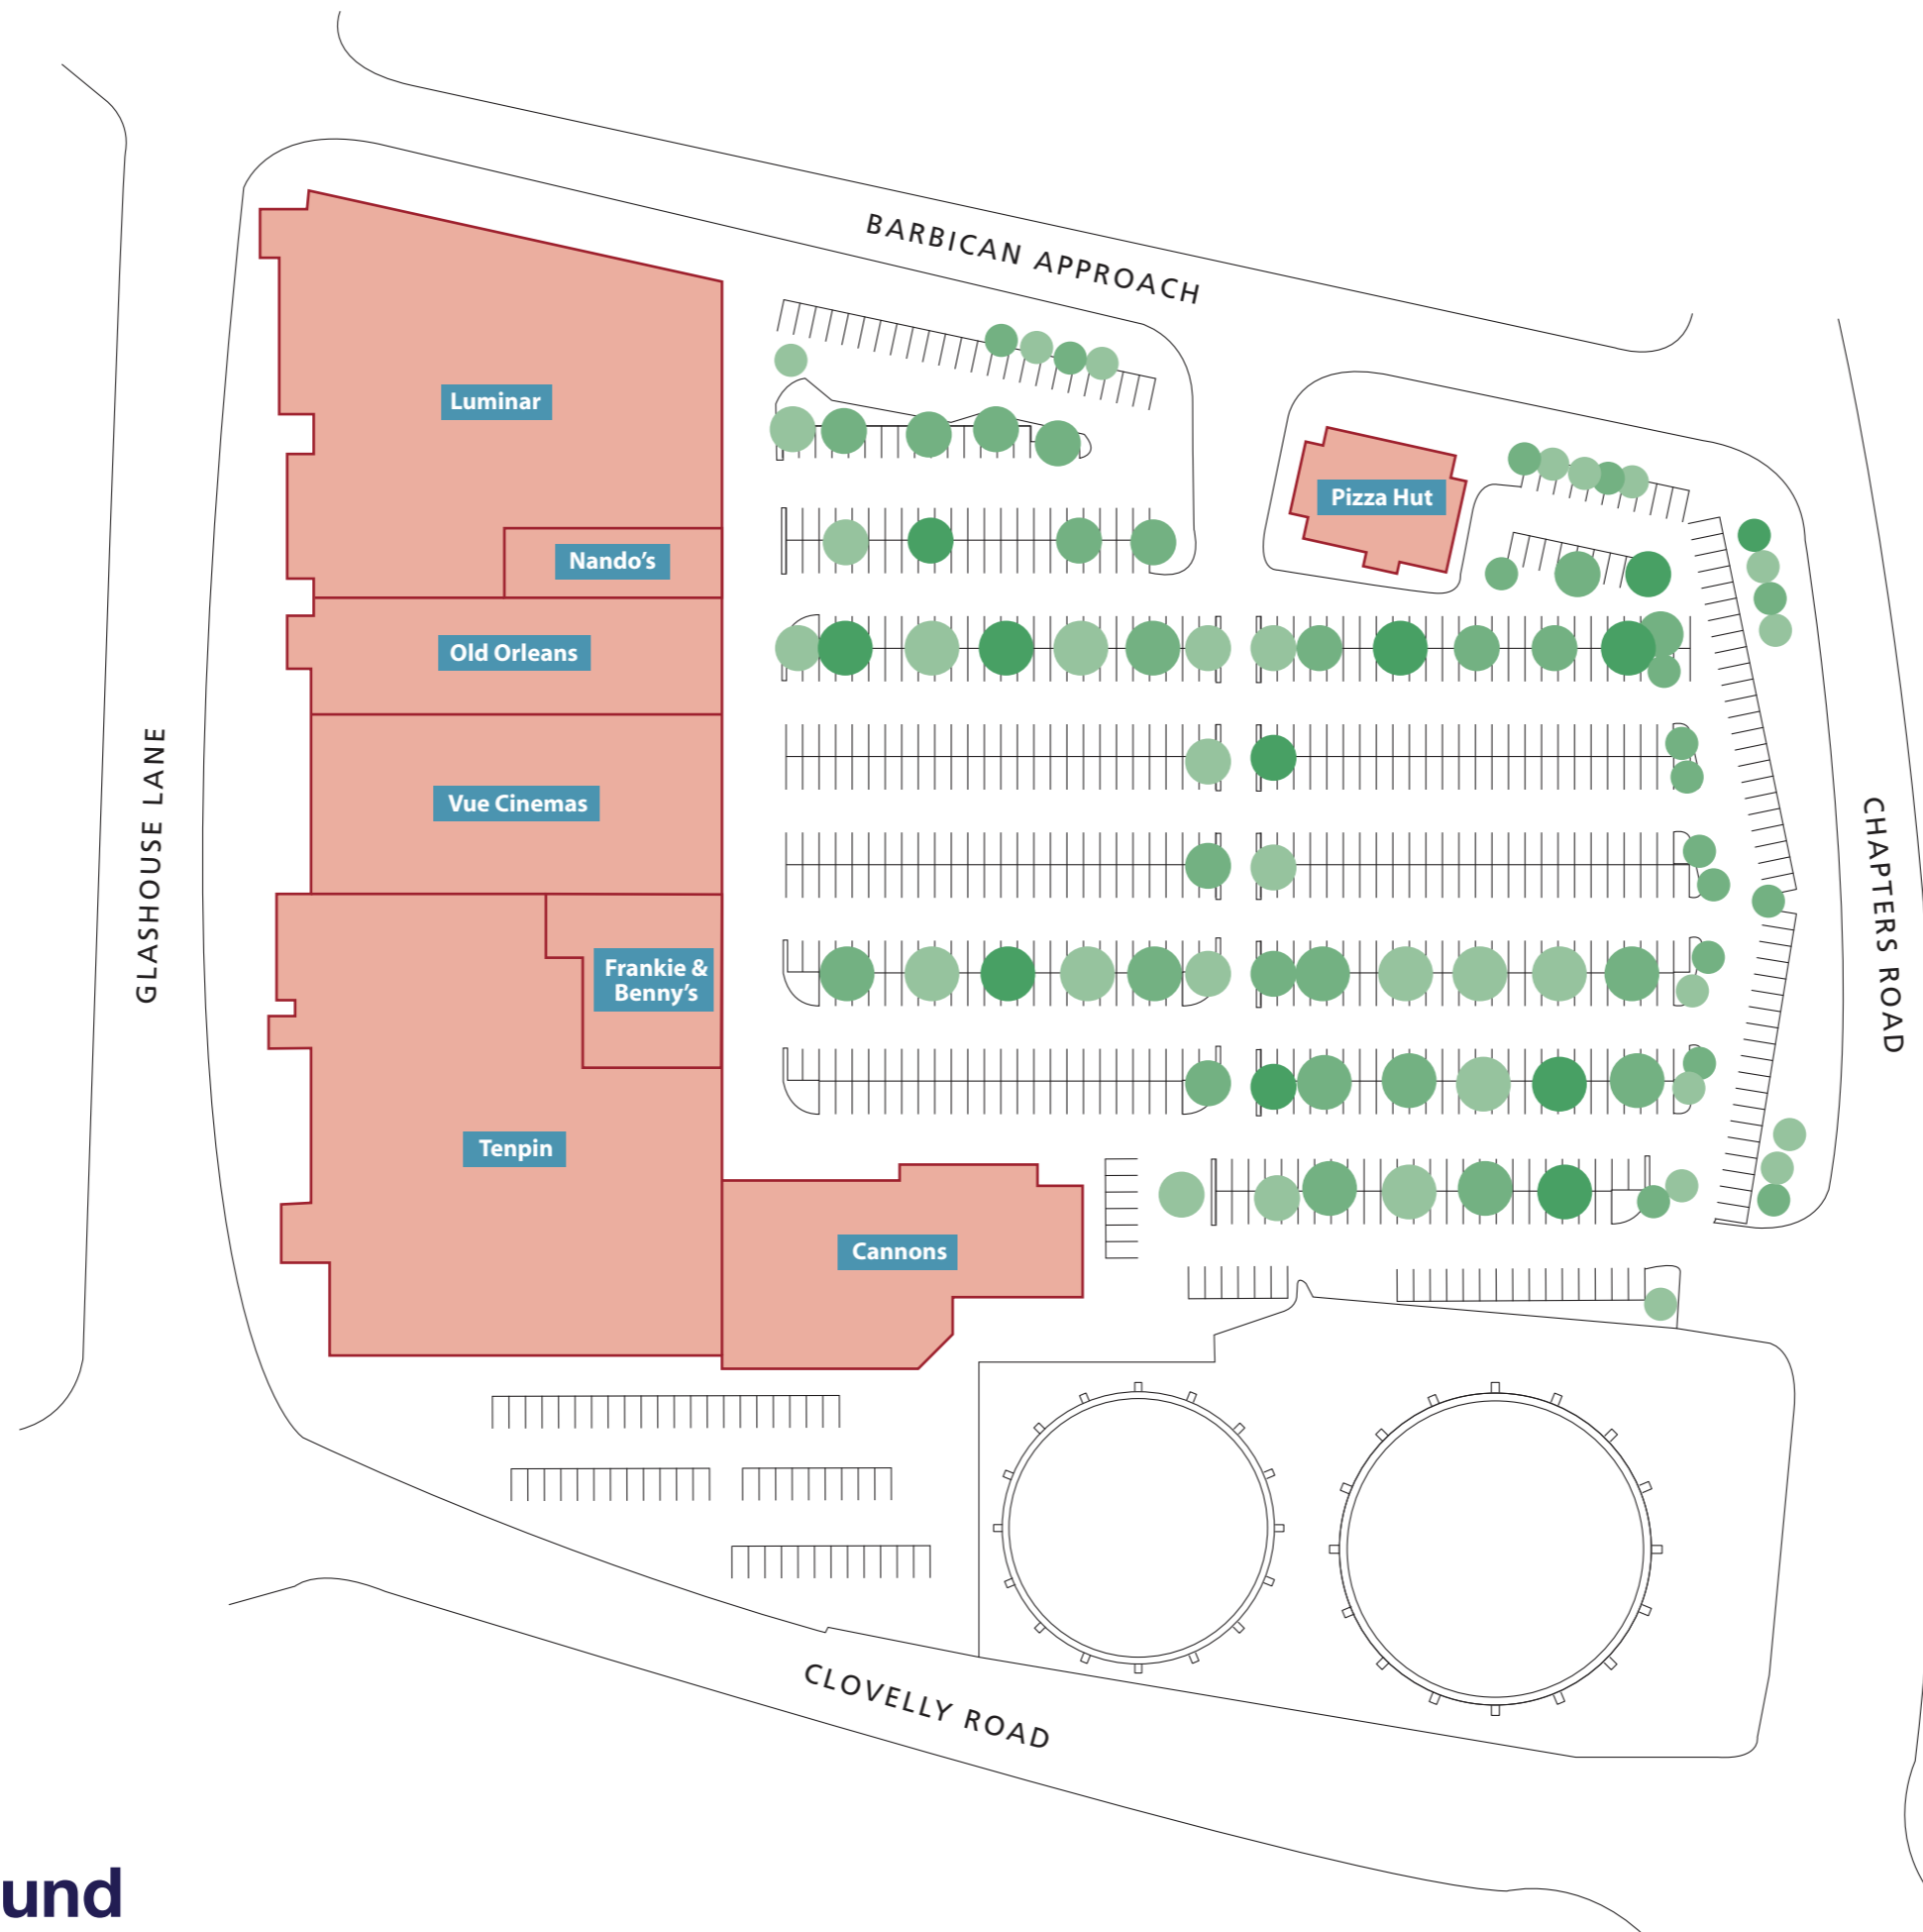 BARBICAN APPROACH
Luminar
Pizza Hut
Nando’s
Old Orleans
GLASHOUSE LANE
Vue Cinemas
CHAPTERS ROAD
Frankie &
Benny’s
Tenpin
Cannons
CLOVELLY ROAD
und